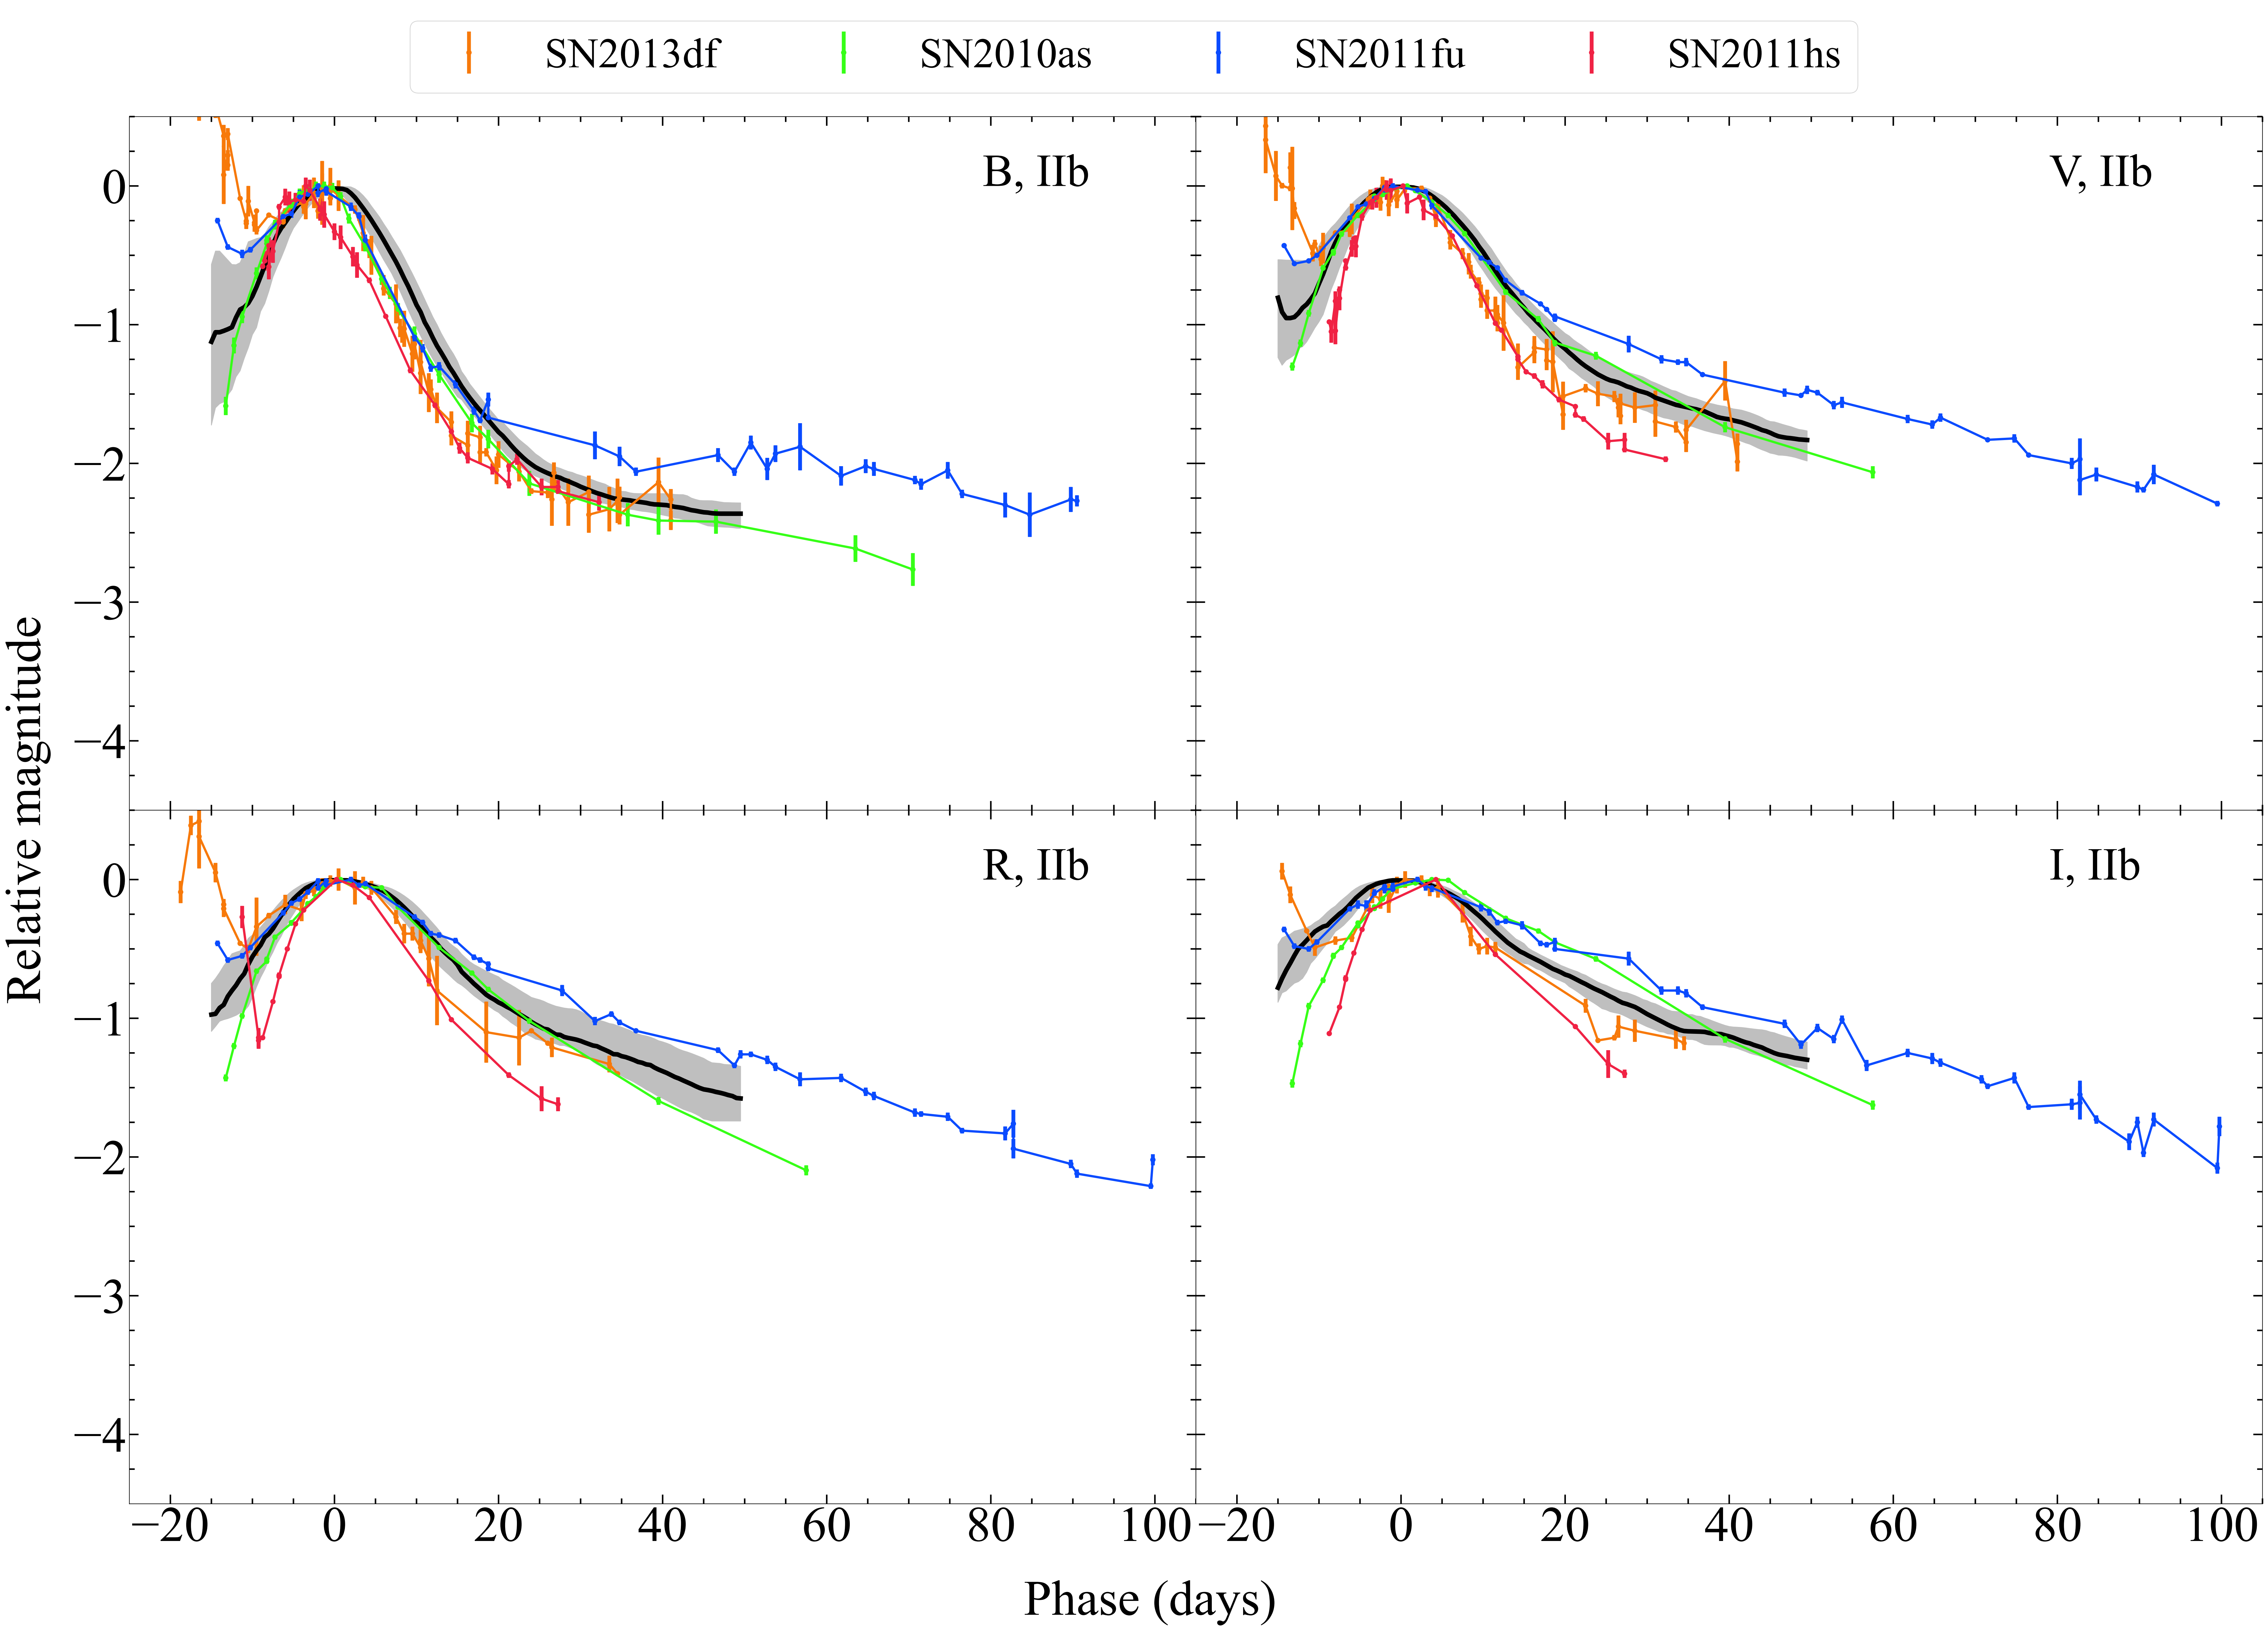 SN2013df SN2010as SN2011fu SN2011hs
B, IIb
V, IIb
0
−1
−2
−3
−4
R, IIb
I, IIb
0
−1
−2
−3
−4
Relative magnitude
−20 0 20 40 60 80 100
−20 0 20 40 60 80 100
Phase (days)